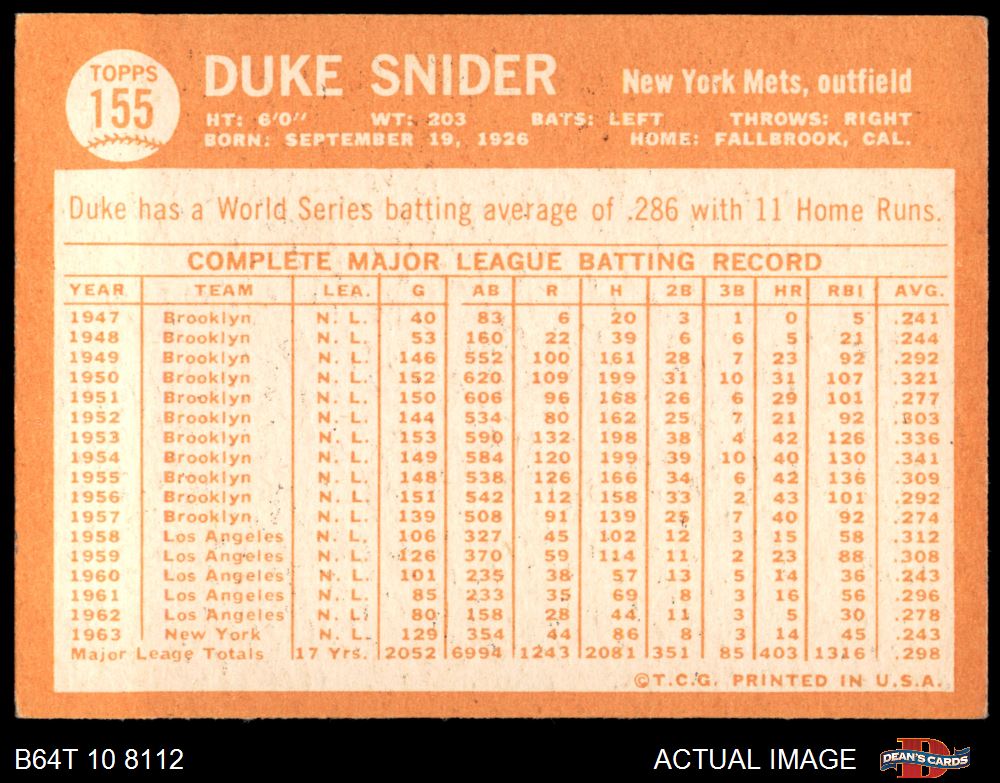 TOPPS
155
DUKE SNIDER New York Mets, outfield
HT: 6'0" WT: 203 BATS: LEFT THROWS: RIGHT
BORN: SEPTEMBER 19, 1926 HOME: FALLBROOK, CAL.
Duke has a World Series batting average of .286 with 11 Home Runs.
COMPLETE MAJOR LEAGUE BATTING RECORD
YEAR TEAM LEA. G AB R H 2B 3B HR RBI AVG.
1947 Brooklyn N. L. 40 83 6 20 3 1 0 5 .241
1948 Brooklyn N. L. 53 160 22 39 6 6 5 21 .244
1949 Brooklyn N. L. 146 552 100 161 28 7 23 92 .292
1950 Brooklyn N. L. 152 620 109 199 31 10 31 107 .321
1951 Brooklyn N. L. 150 606 96 168 26 6 29 101 .277
1952 Brooklyn N. L. 144 534 80 162 25 7 21 92 .303
1953 Brooklyn N. L. 153 590 132 198 38 4 42 126 .336
1954 Brooklyn N. L. 149 584 120 199 39 10 40 130 .341
1955 Brooklyn N. L. 148 538 126 166 34 6 42 136 .309
1956 Brooklyn N. L. 151 542 112 158 33 2 43 101 .292
1957 Brooklyn N. L. 139 508 91 139 25 7 40 92 .274
1958 Los Angeles N. L. 106 327 45 102 12 3 15 58 .312
1959 Los Angeles N. L. 126 370 59 114 11 2 23 88 .308
1960 Los Angeles N. L. 101 235 38 57 13 5 14 36 .243
1961 Los Angeles N. L. 85 233 35 69 8 3 16 56 .296
1962 Los Angeles N. L. 80 158 28 44 11 3 5 30 .278
1963 New York N. L. 129 354 44 86 8 3 14 45 .243
Major League Totals 17 Yrs. 2052 6994 1243 2081 351 85 403 1316 .298
©T.C.G. PRINTED IN U.S.A.
B64T 10 8112 ACTUAL IMAGE DEAN'S CARDS